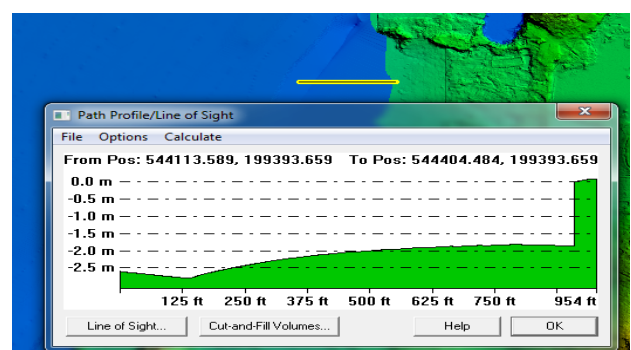 Path Profile/Line of Sight
File Options Calculate
From Pos: 544113.589, 199393.659 To Pos: 544404.484, 199393.659
0.0 m
-0.5 m
-1.0 m
-1.5 m
-2.0 m
-2.5 m
125 ft 250 ft 375 ft 500 ft 625 ft 750 ft 954 ft
Line of Sight... Cut-and-Fill Volumes... Help OK